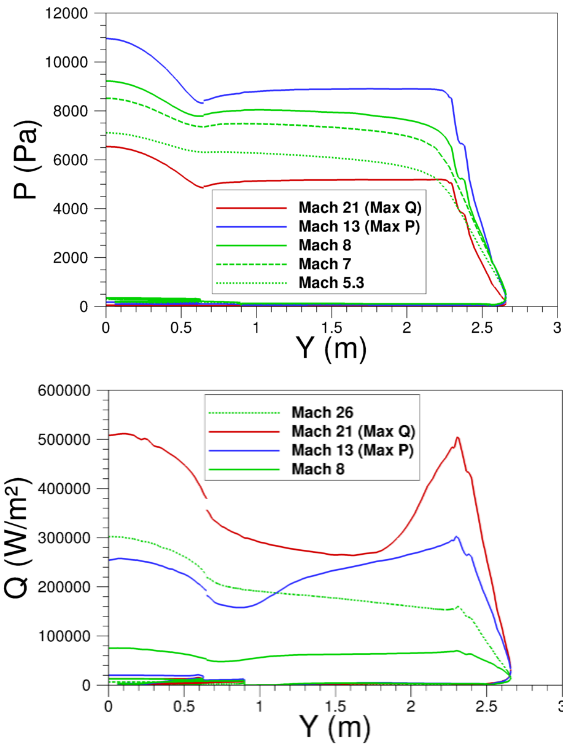 12000
10000
8000
6000
4000
2000
0
P (Pa)
Mach 21 (Max Q)
Mach 13 (Max P)
Mach 8
Mach 7
Mach 5.3
0 0.5 1 1.5 2 2.5 3
Y (m)
600000
500000
400000
300000
200000
100000
0
Q (W/m²)
Mach 26
Mach 21 (Max Q)
Mach 13 (Max P)
Mach 8
0 0.5 1 1.5 2 2.5 3
Y (m)